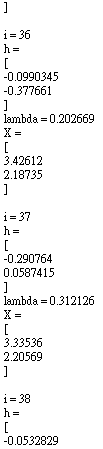 ]
i = 36
h =
[
-0.0990345
-0.377661
]
lambda = 0.202669
X =
[
3.42612
2.18735
]
i = 37
h =
[
-0.290764
0.0587415
]
lambda = 0.312126
X =
[
3.33536
2.20569
]
i = 38
h =
[
-0.0532829